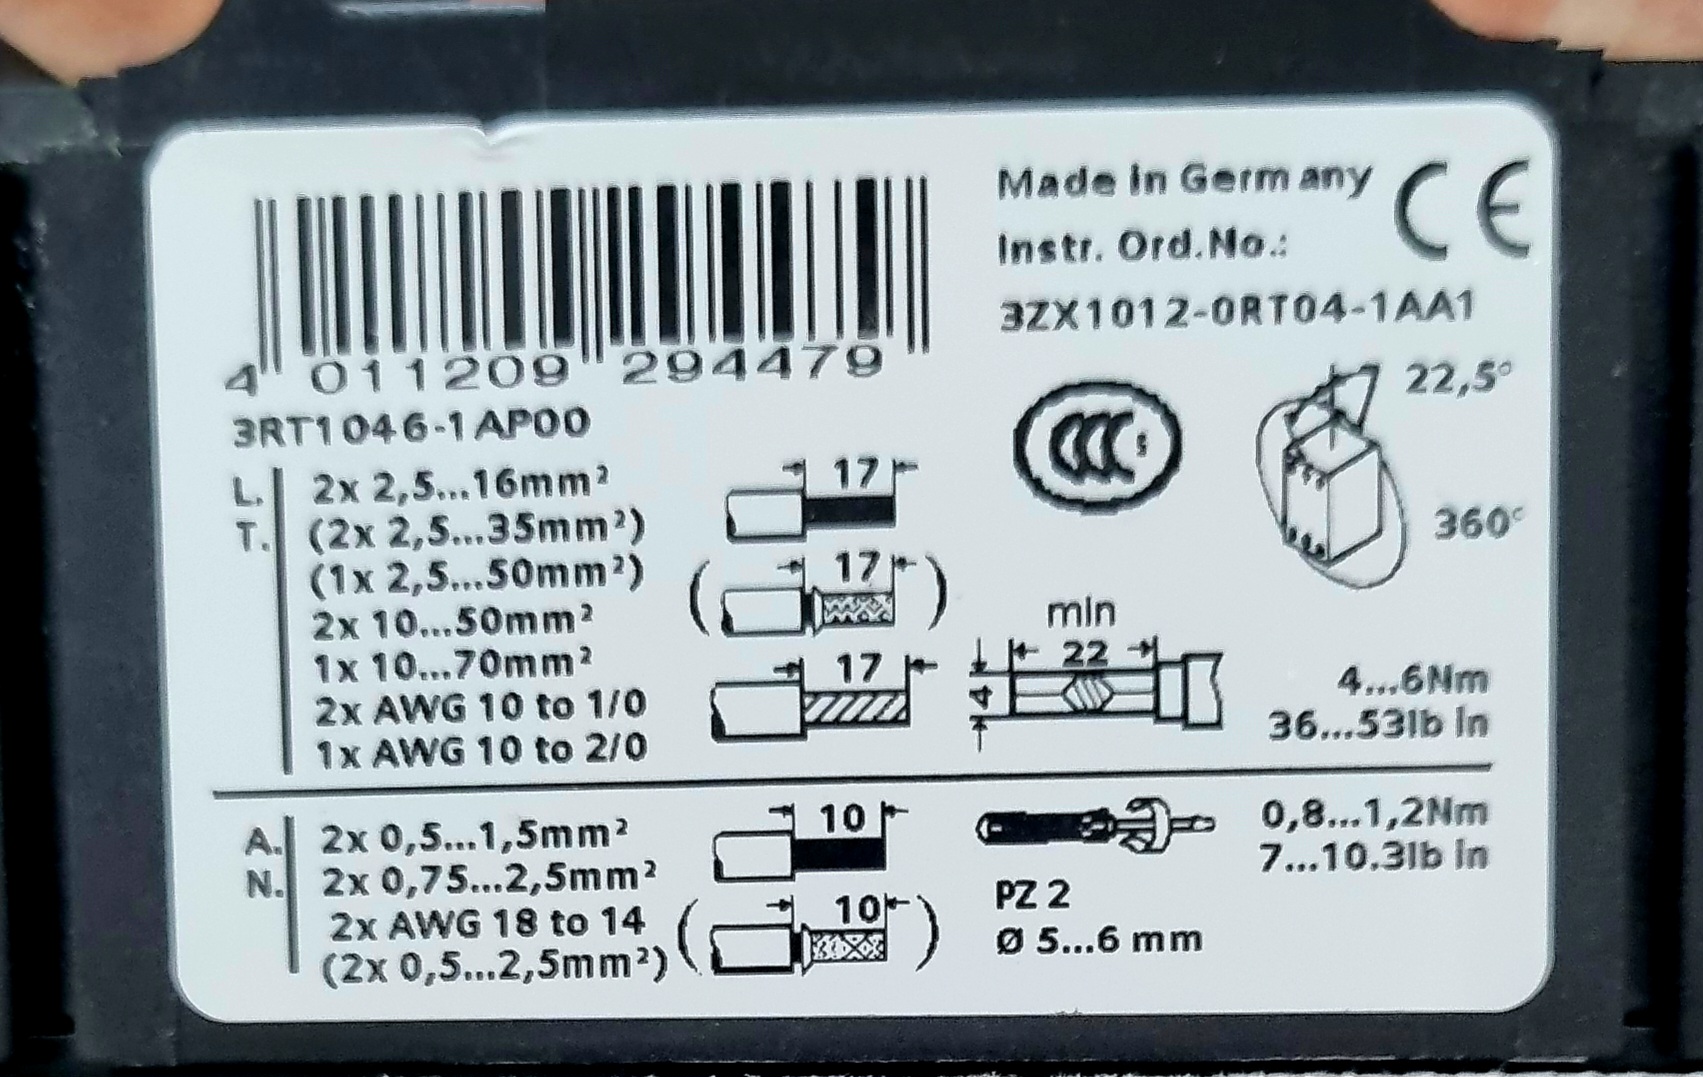 Made in Germany
CE
Instr. Ord.No.:
3ZX1012-0RT04-1AA1
4 011209 294479
3RT1046-1AP00
CCC S
22,5°
360°
L.
T.
2x 2,5...16mm²
(2x 2,5...35mm²)
(1x 2,5...50mm²)
2x 10...50mm²
1x 10...70mm²
2x AWG 10 to 1/0
1x AWG 10 to 2/0
17
( 17 )
17
min
22
4
4...6Nm
36...53lb in
A.
N.
2x 0,5...1,5mm²
2x 0,75...2,5mm²
2x AWG 18 to 14
(2x 0,5...2,5mm²)
10
( 10 )
PZ 2
Ø 5...6 mm
0,8...1,2Nm
7...10.3lb in